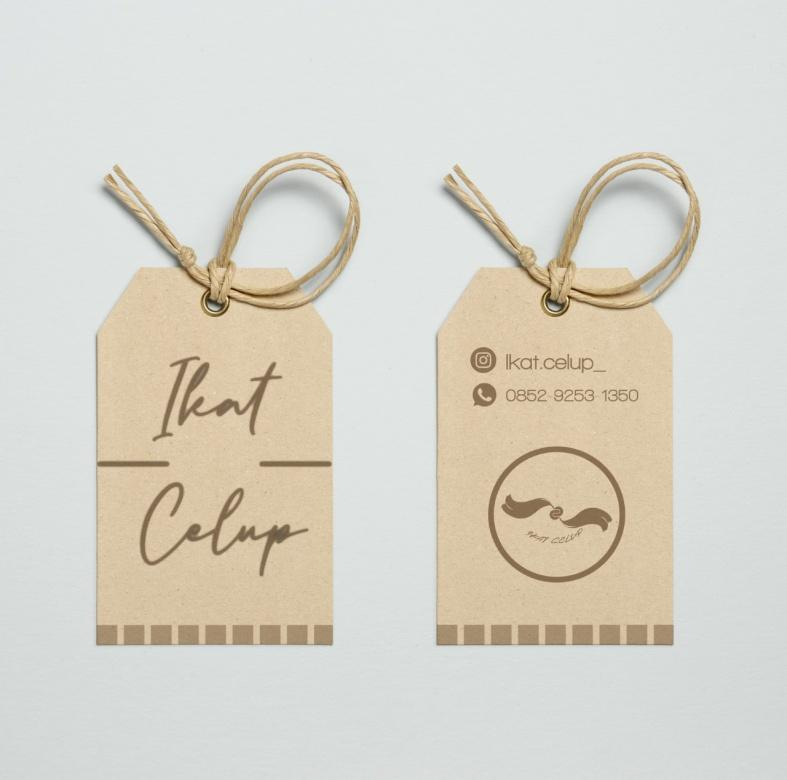 Ikat
Celup
Ikat.celup_
0852-9253-1350
IKAT CELUP